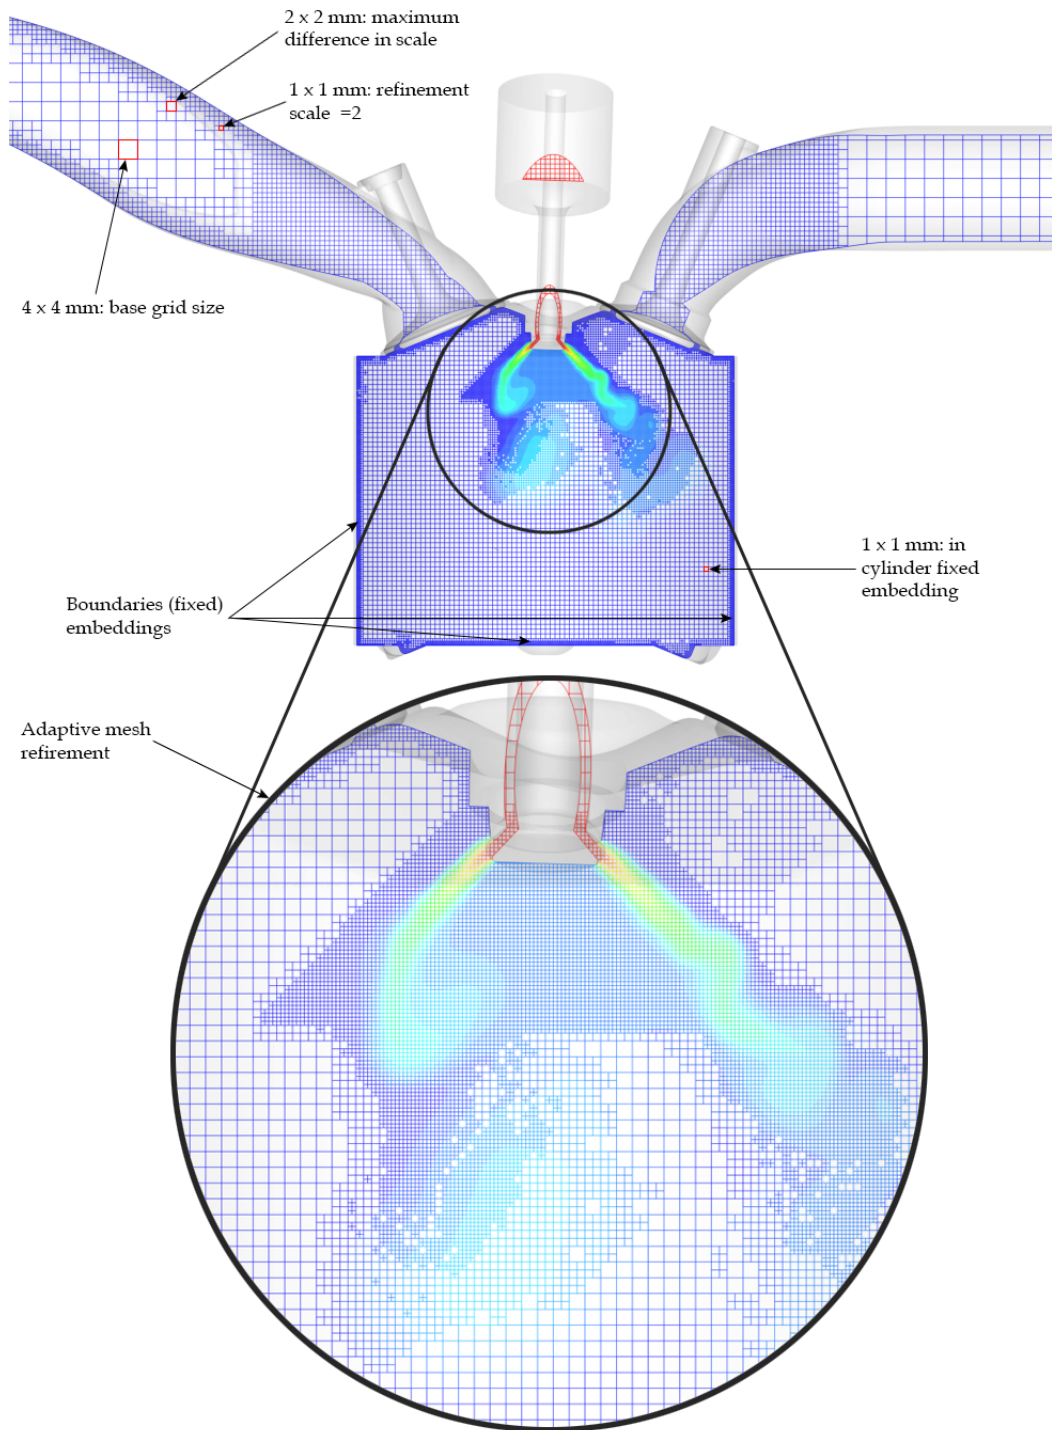 2 x 2 mm: maximum
difference in scale
1 x 1 mm: refinement
scale =2
4 x 4 mm: base grid size
1 x 1 mm: in
cylinder fixed
embedding
Boundaries (fixed)
embeddings
Adaptive mesh
refirement